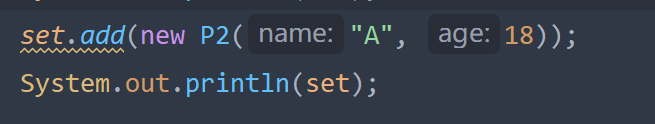 set.add(new P2( name: "A", age: 18));
System.out.println(set);